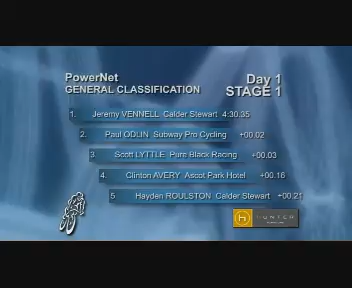 PowerNet
GENERAL CLASSIFICATION
Day 1
STAGE 1
1. Jeremy VENNELL Calder Stewart 4:30.35
2. Paul ODLIN Subway Pro Cycling +00.02
3. Scott LYTTLE Pure Black Racing +00.03
4. Clinton AVERY Ascot Park Hotel +00.16
5 Hayden ROULSTON Calder Stewart +00.21
h HUNTER